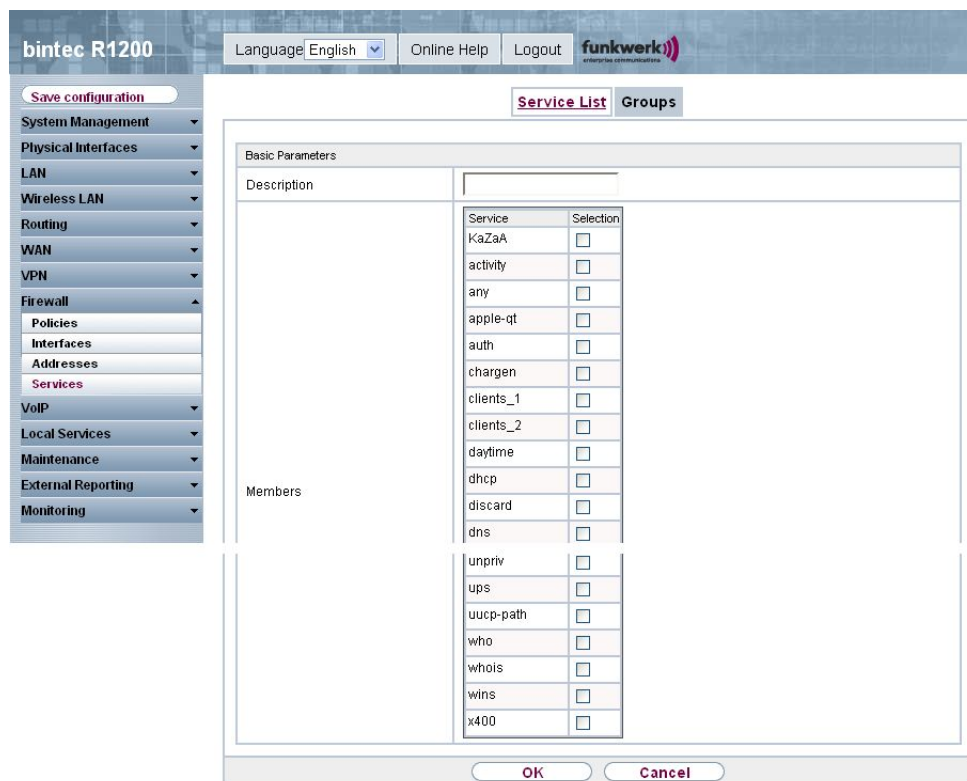 bintec R1200
Language English
Online Help
Logout
funkwerk
enterprise communications
Save configuration
System Management
Physical Interfaces
LAN
Wireless LAN
Routing
WAN
VPN
Firewall
Policies
Interfaces
Addresses
Services
VoIP
Local Services
Maintenance
External Reporting
Monitoring
Service List Groups
Basic Parameters
Description
Members
Service Selection
KaZaA
activity
any
apple-qt
auth
chargen
clients_1
clients_2
daytime
dhcp
discard
dns
unpriv
ups
uucp-path
who
whois
wins
x400
OK Cancel